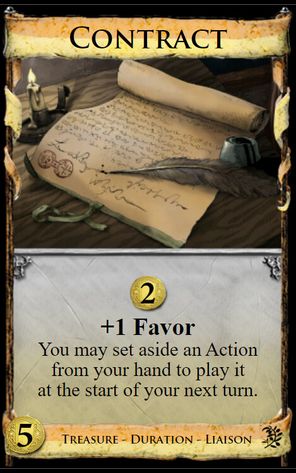 CONTRACT
2
+1 Favor
You may set aside an Action
from your hand to play it
at the start of your next turn.
5
TREASURE - DURATION - LIAISON